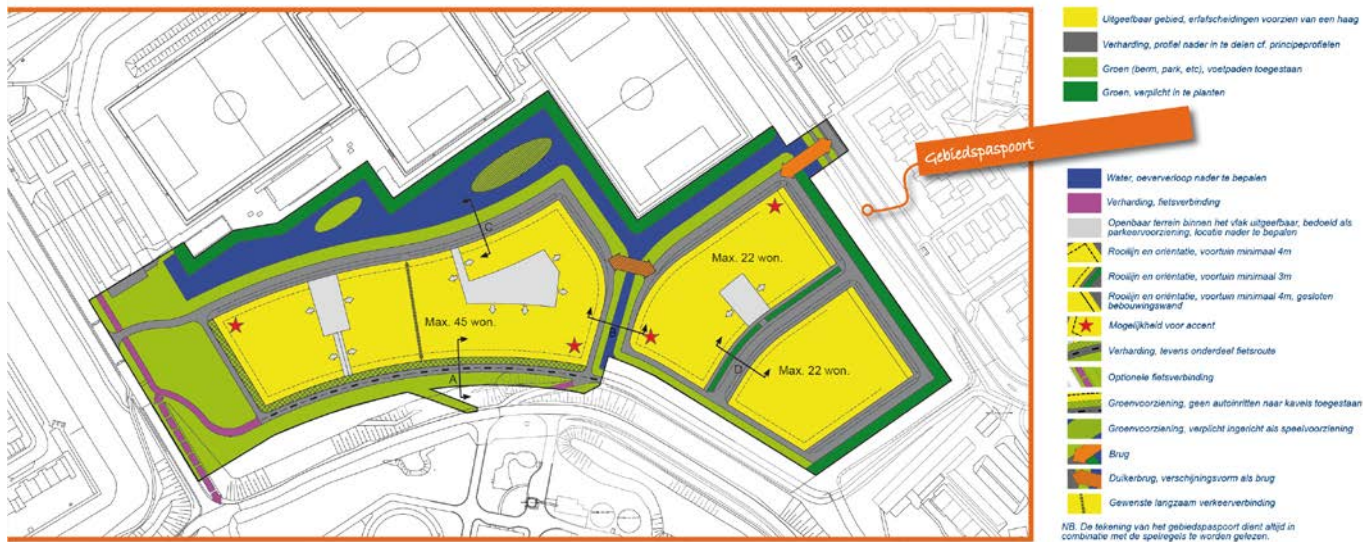 Uitgeefbaar gebied, erfafscheidingen voorzien van een haag
Verharding, profiel nader in te delen cf. principeprofielen
Groen (berm, park, etc), voetpaden toegestaan
Groen, verplicht in te planten
Gebiedspaspoort
Water, oeververloop nader te bepalen
Verharding, fietsverbinding
Openbaar terrein binnen het vlak uitgeefbaar, bedoeld als
parkeervoorziening, locatie nader te bepalen
Rooilijn en oriëntatie, voortuin minimaal 4m
Rooilijn en oriëntatie, voortuin minimaal 3m
Rooilijn en oriëntatie, voortuin minimaal 4m, gesloten
bebouwingswand
Mogelijkheid voor accent
Verharding, tevens onderdeel fietsroute
Optionele fietsverbinding
Groenvoorziening, geen autoinritten naar kavels toegestaan
Groenvoorziening, verplicht ingericht als speelvoorziening
Brug
Duikerbrug, verschijningsvorm als brug
Gewenste langzaam verkeerverbinding
NB. De tekening van het gebiedspaspoort dient altijd in
combinatie met de spelregels te worden gelezen.
C
Max. 22 won.
Max. 45 won.
B
D
Max. 22 won.
A